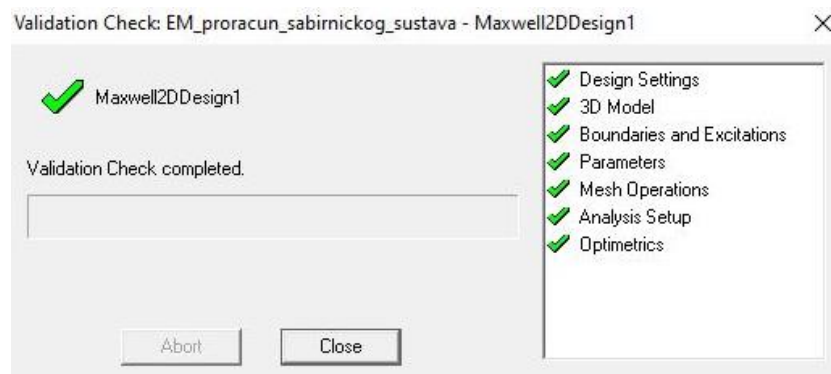 Validation Check: EM_proracun_sabirnickog_sustava - Maxwell2DDesign1
Maxwell2DDesign1
Validation Check completed.
Abort
Close
Design Settings
3D Model
Boundaries and Excitations
Parameters
Mesh Operations
Analysis Setup
Optimetrics